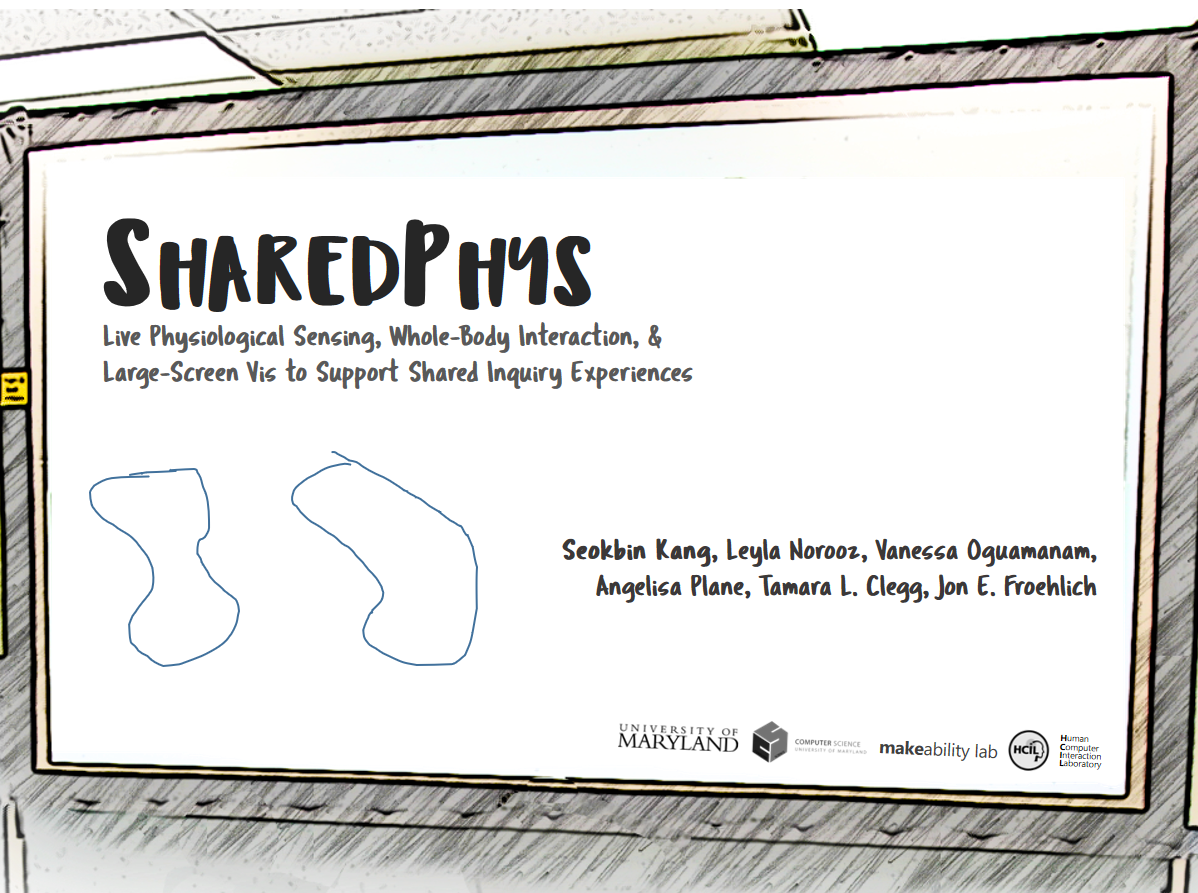 SHAREDPHYS
Live Physiological Sensing, Whole-Body Interaction, &
Large-Screen Vis to Support Shared Inquiry Experiences
Seokbin Kang, Leyla Norooz, Vanessa Oguamanam,
Angelisa Plane, Tamara L. Clegg, Jon E. Froehlich
UNIVERSITY OF
MARYLAND
COMPUTER SCIENCE
UNIVERSITY OF MARYLAND
makeability lab
HCIL
Human
Computer
Interaction
Laboratory